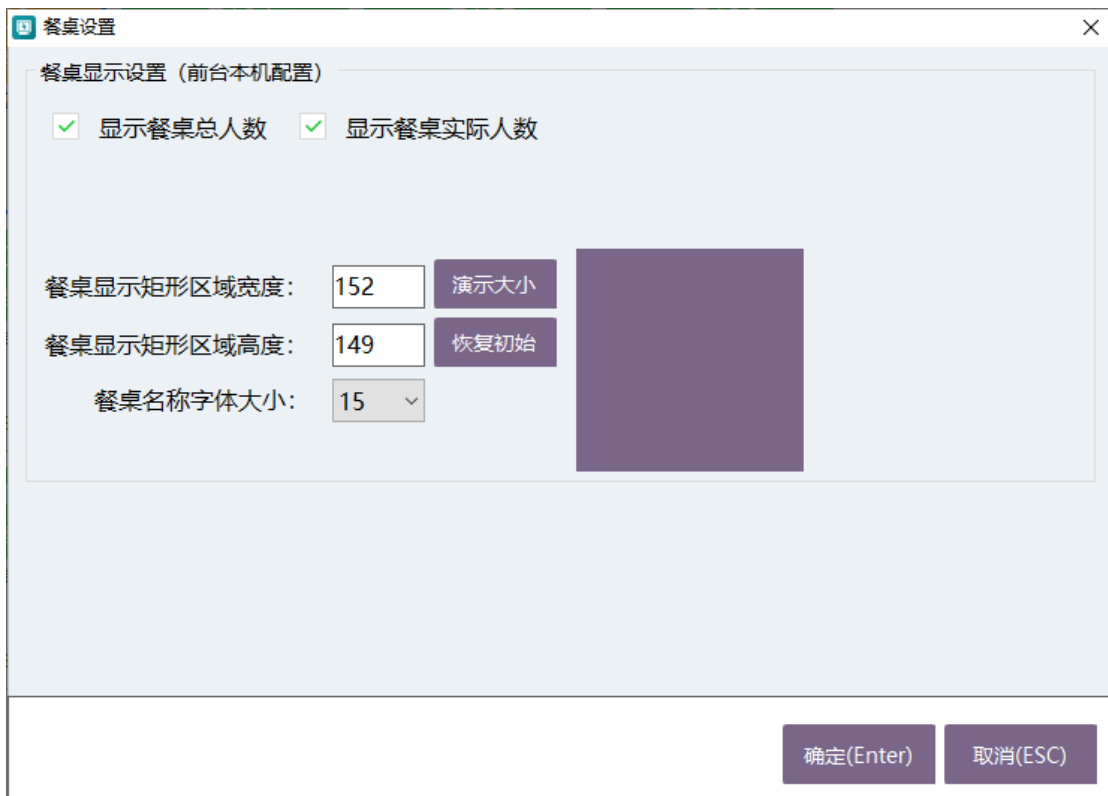 餐桌设置
餐桌显示设置（前台本机配置）
显示餐桌总人数 显示餐桌实际人数
餐桌显示矩形区域宽度： 152 演示大小
餐桌显示矩形区域高度： 149 恢复初始
餐桌名称字体大小： 15
确定(Enter) 取消(ESC)